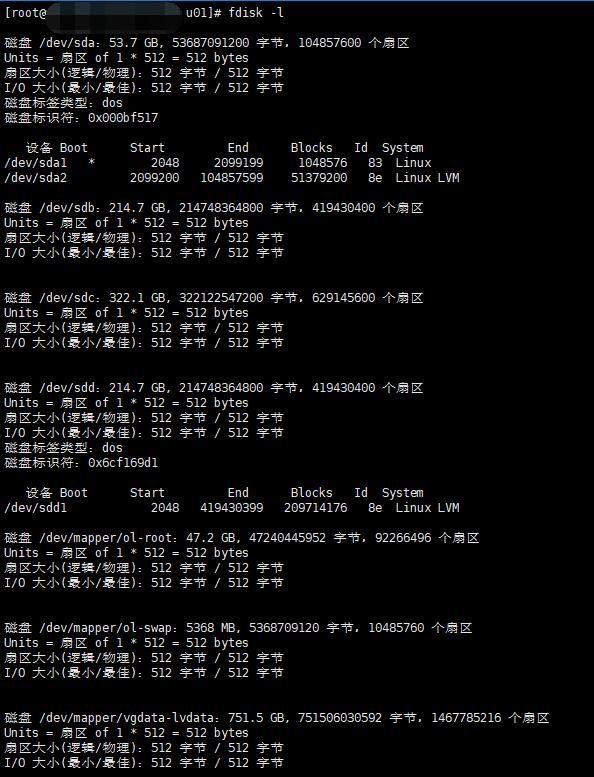 [root@ u01]# fdisk -l
磁盘 /dev/sda：53.7 GB, 53687091200 字节，104857600 个扇区
Units = 扇区 of 1 * 512 = 512 bytes
扇区大小(逻辑/物理)：512 字节 / 512 字节
I/O 大小(最小/最佳)：512 字节 / 512 字节
磁盘标签类型：dos
磁盘标识符：0x000bf517
设备 Boot      Start         End      Blocks   Id  System
/dev/sda1   *        2048     2099199     1048576   83  Linux
/dev/sda2         2099200   104857599    51379200   8e  Linux LVM
磁盘 /dev/sdb：214.7 GB, 214748364800 字节，419430400 个扇区
Units = 扇区 of 1 * 512 = 512 bytes
扇区大小(逻辑/物理)：512 字节 / 512 字节
I/O 大小(最小/最佳)：512 字节 / 512 字节
磁盘 /dev/sdc：322.1 GB, 322122547200 字节，629145600 个扇区
Units = 扇区 of 1 * 512 = 512 bytes
扇区大小(逻辑/物理)：512 字节 / 512 字节
I/O 大小(最小/最佳)：512 字节 / 512 字节
磁盘 /dev/sdd：214.7 GB, 214748364800 字节，419430400 个扇区
Units = 扇区 of 1 * 512 = 512 bytes
扇区大小(逻辑/物理)：512 字节 / 512 字节
I/O 大小(最小/最佳)：512 字节 / 512 字节
磁盘标签类型：dos
磁盘标识符：0x6cf169d1
设备 Boot      Start         End      Blocks   Id  System
/dev/sdd1            2048   419430399   209714176   8e  Linux LVM
磁盘 /dev/mapper/ol-root：47.2 GB, 47240445952 字节，92266496 个扇区
Units = 扇区 of 1 * 512 = 512 bytes
扇区大小(逻辑/物理)：512 字节 / 512 字节
I/O 大小(最小/最佳)：512 字节 / 512 字节
磁盘 /dev/mapper/ol-swap：5368 MB, 5368709120 字节，10485760 个扇区
Units = 扇区 of 1 * 512 = 512 bytes
扇区大小(逻辑/物理)：512 字节 / 512 字节
I/O 大小(最小/最佳)：512 字节 / 512 字节
磁盘 /dev/mapper/vgdata-lvdata：751.5 GB, 751506030592 字节，1467785216 个扇区
Units = 扇区 of 1 * 512 = 512 bytes
扇区大小(逻辑/物理)：512 字节 / 512 字节
I/O 大小(最小/最佳)：512 字节 / 512 字节